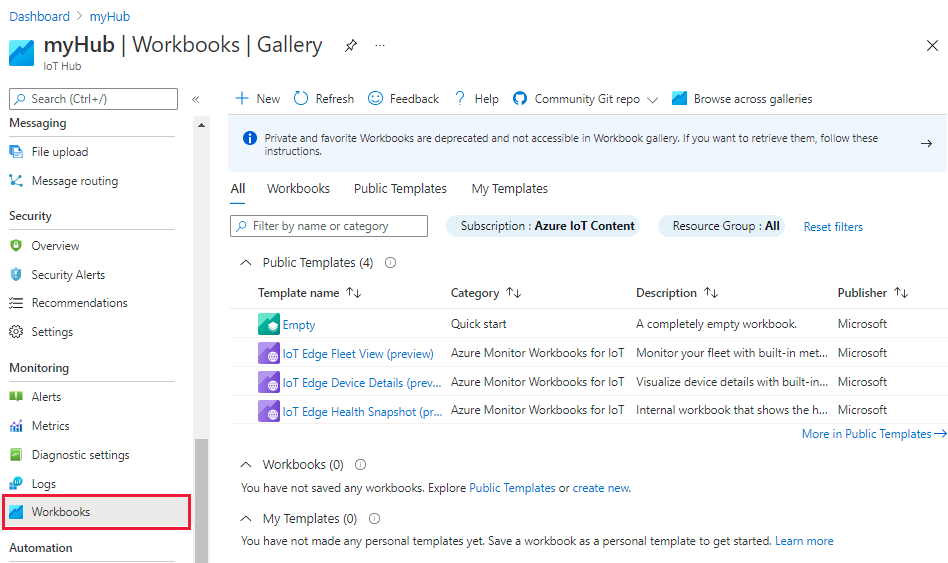 Dashboard > myHub
myHub | Workbooks | Gallery
IoT Hub
Search (Ctrl+/)
«
Messaging
File upload
Message routing
Security
Overview
Security Alerts
Recommendations
Settings
Monitoring
Alerts
Metrics
Diagnostic settings
Logs
Workbooks
Automation
New Refresh Feedback Help Community Git repo Browse across galleries
Private and favorite Workbooks are deprecated and not accessible in Workbook gallery. If you want to retrieve them, follow these
instructions.
All Workbooks Public Templates My Templates
Filter by name or category Subscription : Azure IoT Content Resource Group : All Reset filters
Public Templates (4)
Template name Category Description Publisher
Empty Quick start A completely empty workbook. Microsoft
IoT Edge Fleet View (preview) Azure Monitor Workbooks for IoT Monitor your fleet with built-in met... Microsoft
IoT Edge Device Details (prev... Azure Monitor Workbooks for IoT Visualize device details with built-in... Microsoft
IoT Edge Health Snapshot (pr... Azure Monitor Workbooks for IoT Internal workbook that shows the h... Microsoft
More in Public Templates
Workbooks (0)
You have not saved any workbooks. Explore Public Templates or create new.
My Templates (0)
You have not made any personal templates yet. Save a workbook as a personal template to get started. Learn more